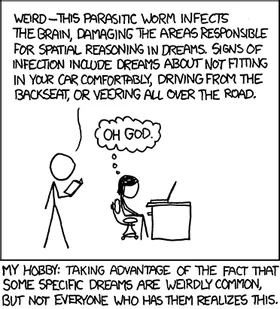 WEIRD—THIS PARASITIC WORM INFECTS
THE BRAIN, DAMAGING THE AREAS RESPONSIBLE
FOR SPATIAL REASONING IN DREAMS. SIGNS OF
INFECTION INCLUDE DREAMS ABOUT NOT FITTING
IN YOUR CAR COMFORTABLY, DRIVING FROM THE
BACKSEAT, OR VEERING ALL OVER THE ROAD.
OH GOD.
MY HOBBY: TAKING ADVANTAGE OF THE FACT THAT
SOME SPECIFIC DREAMS ARE WEIRDLY COMMON,
BUT NOT EVERYONE WHO HAS THEM REALIZES THIS.